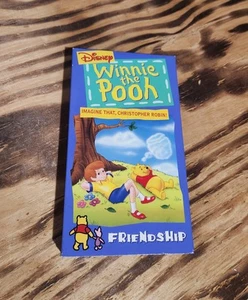 Disney
Winnie
the
Pooh
IMAGINE THAT, CHRISTOPHER ROBIN!
FRIENDSHIP